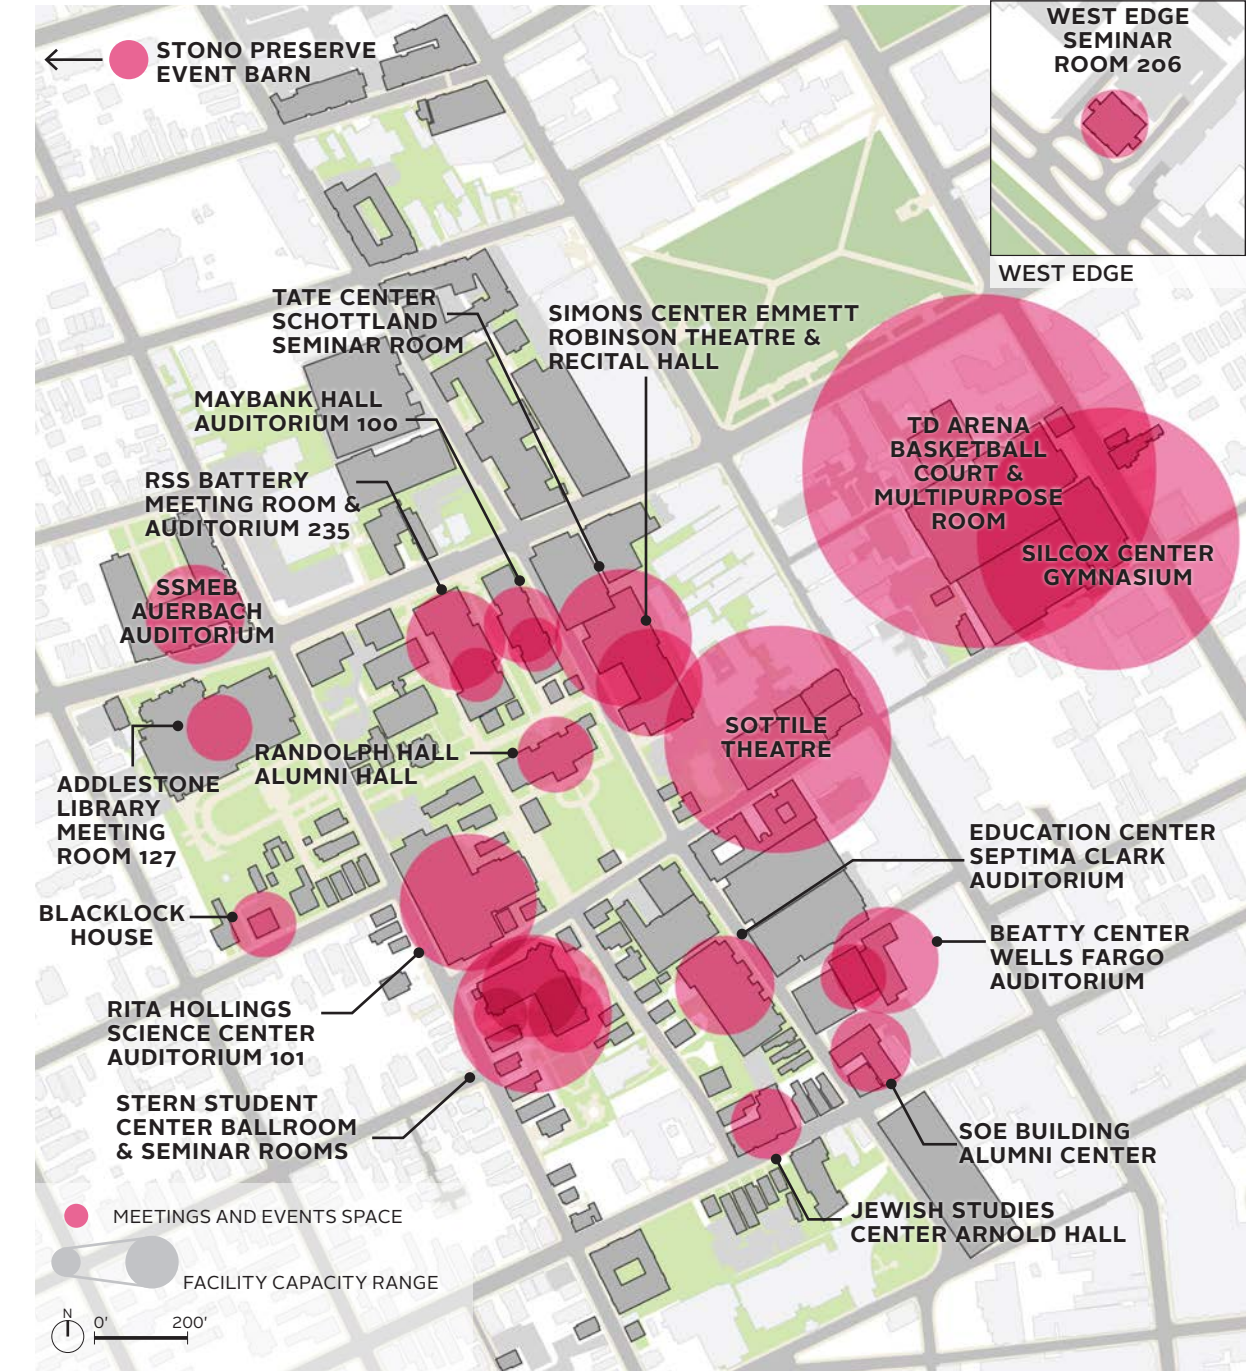 STONO PRESERVE
EVENT BARN
WEST EDGE
SEMINAR
ROOM 206
WEST EDGE
TATE CENTER
SCHOTTLAND
SEMINAR ROOM
SIMONS CENTER EMMETT
ROBINSON THEATRE &
RECITAL HALL
MAYBANK HALL
AUDITORIUM 100
TD ARENA
BASKETBALL
COURT &
MULTIPURPOSE
ROOM
RSS BATTERY
MEETING ROOM &
AUDITORIUM 235
SILCOX CENTER
GYMNASIUM
SSMEB
AUERBACH
AUDITORIUM
SOTTILE
THEATRE
RANDOLPH HALL
ALUMNI HALL
ADDLESTONE
LIBRARY
MEETING
ROOM 127
EDUCATION CENTER
SEPTIMA CLARK
AUDITORIUM
BLACKLOCK
HOUSE
BEATTY CENTER
WELLS FARGO
AUDITORIUM
RITA HOLLINGS
SCIENCE CENTER
AUDITORIUM 101
STERN STUDENT
CENTER BALLROOM
& SEMINAR ROOMS
SOE BUILDING
ALUMNI CENTER
JEWISH STUDIES
CENTER ARNOLD HALL
MEETINGS AND EVENTS SPACE
FACILITY CAPACITY RANGE
N
0' 200'